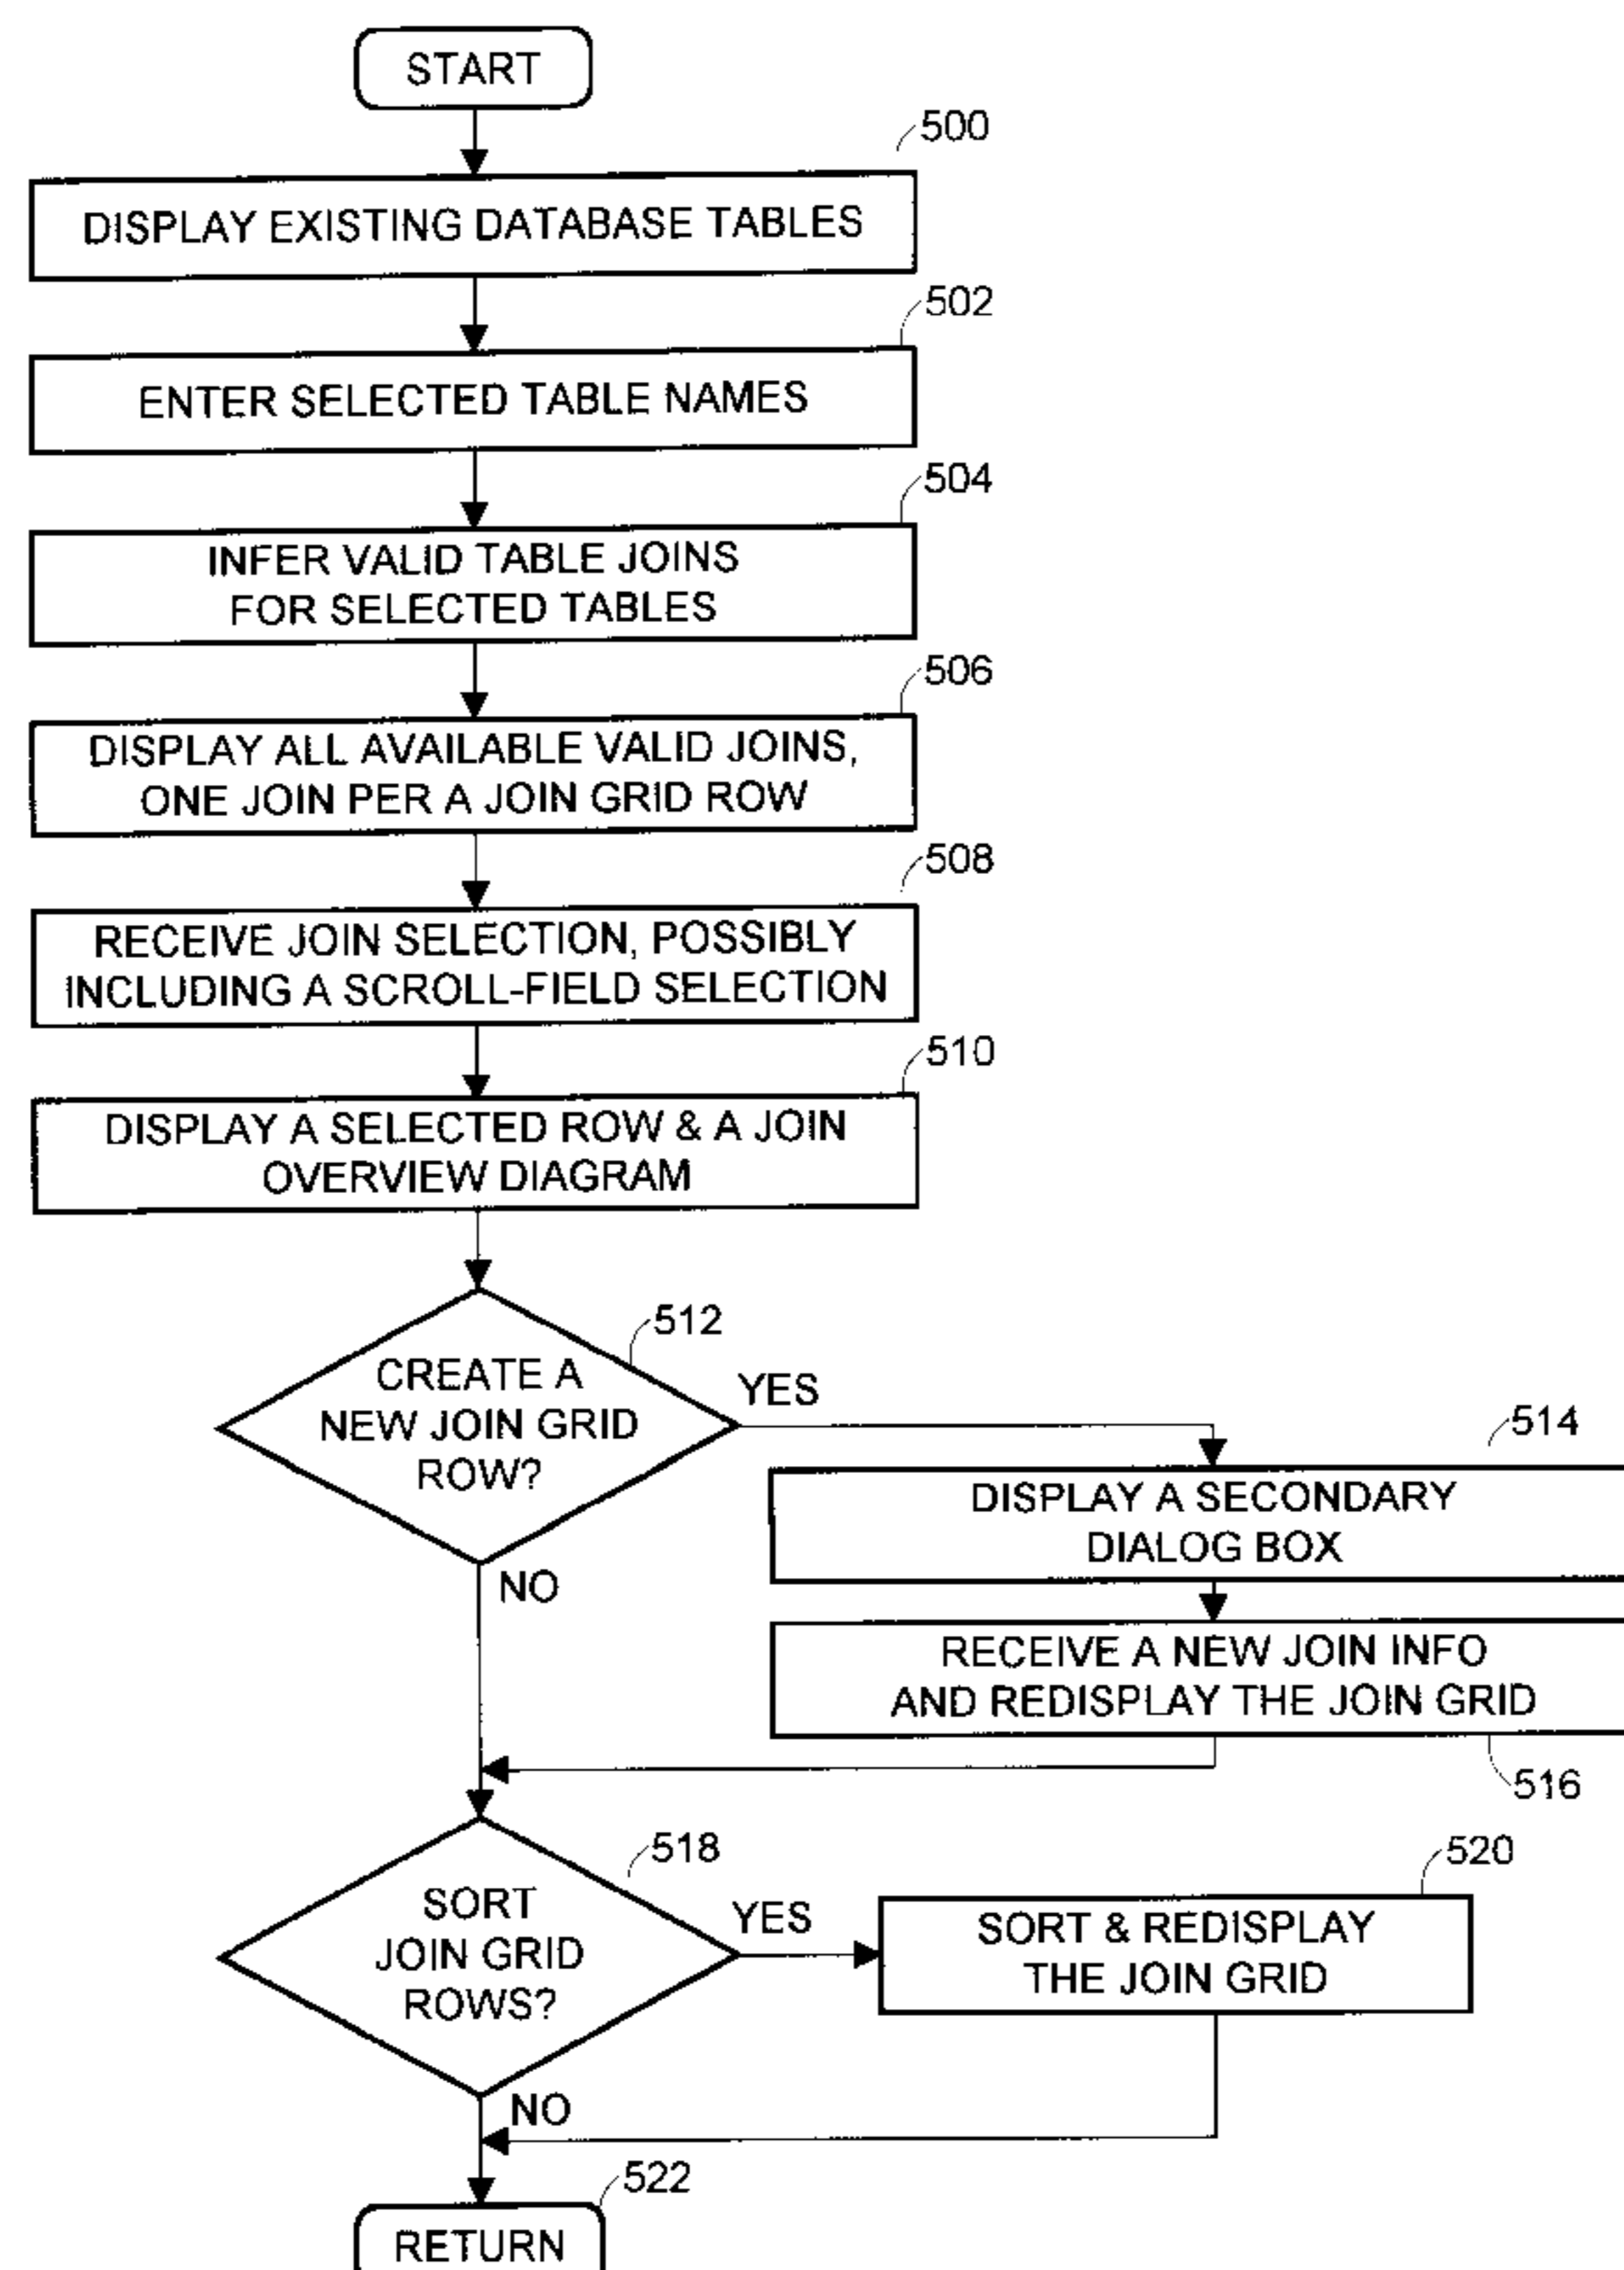 START
500
DISPLAY EXISTING DATABASE TABLES
502
ENTER SELECTED TABLE NAMES
504
INFER VALID TABLE JOINS
FOR SELECTED TABLES
506
DISPLAY ALL AVAILABLE VALID JOINS,
ONE JOIN PER A JOIN GRID ROW
508
RECEIVE JOIN SELECTION, POSSIBLY
INCLUDING A SCROLL-FIELD SELECTION
510
DISPLAY A SELECTED ROW & A JOIN
OVERVIEW DIAGRAM
512
CREATE A
NEW JOIN GRID
ROW?
YES
NO
514
DISPLAY A SECONDARY
DIALOG BOX
RECEIVE A NEW JOIN INFO
AND REDISPLAY THE JOIN GRID
516
518
SORT
JOIN GRID
ROWS?
YES
NO
520
SORT & REDISPLAY
THE JOIN GRID
522
RETURN